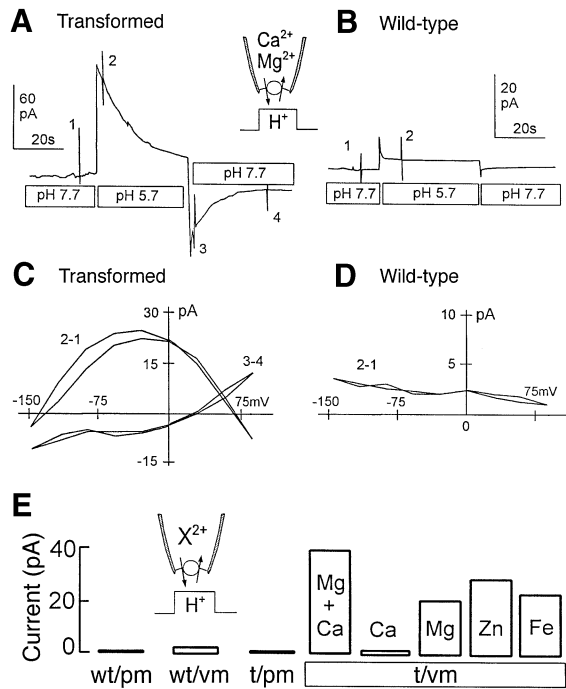 A Transformed
B Wild-type
Ca2+
Mg2+
H+
60
pA
20s
1
2
3
4
pH 7.7
pH 5.7
pH 7.7
20
pA
20s
1
2
pH 7.7
pH 5.7
pH 7.7
C Transformed
D Wild-type
30 pA
2-1
15
3-4
-150
-75
75mV
-15
10 pA
5
2-1
-150
-75
75mV
0
E
X2+
H+
Current (pA)
40
20
0
Mg
+
Ca
Ca
Mg
Zn
Fe
wt/pm
wt/vm
t/pm
t/vm